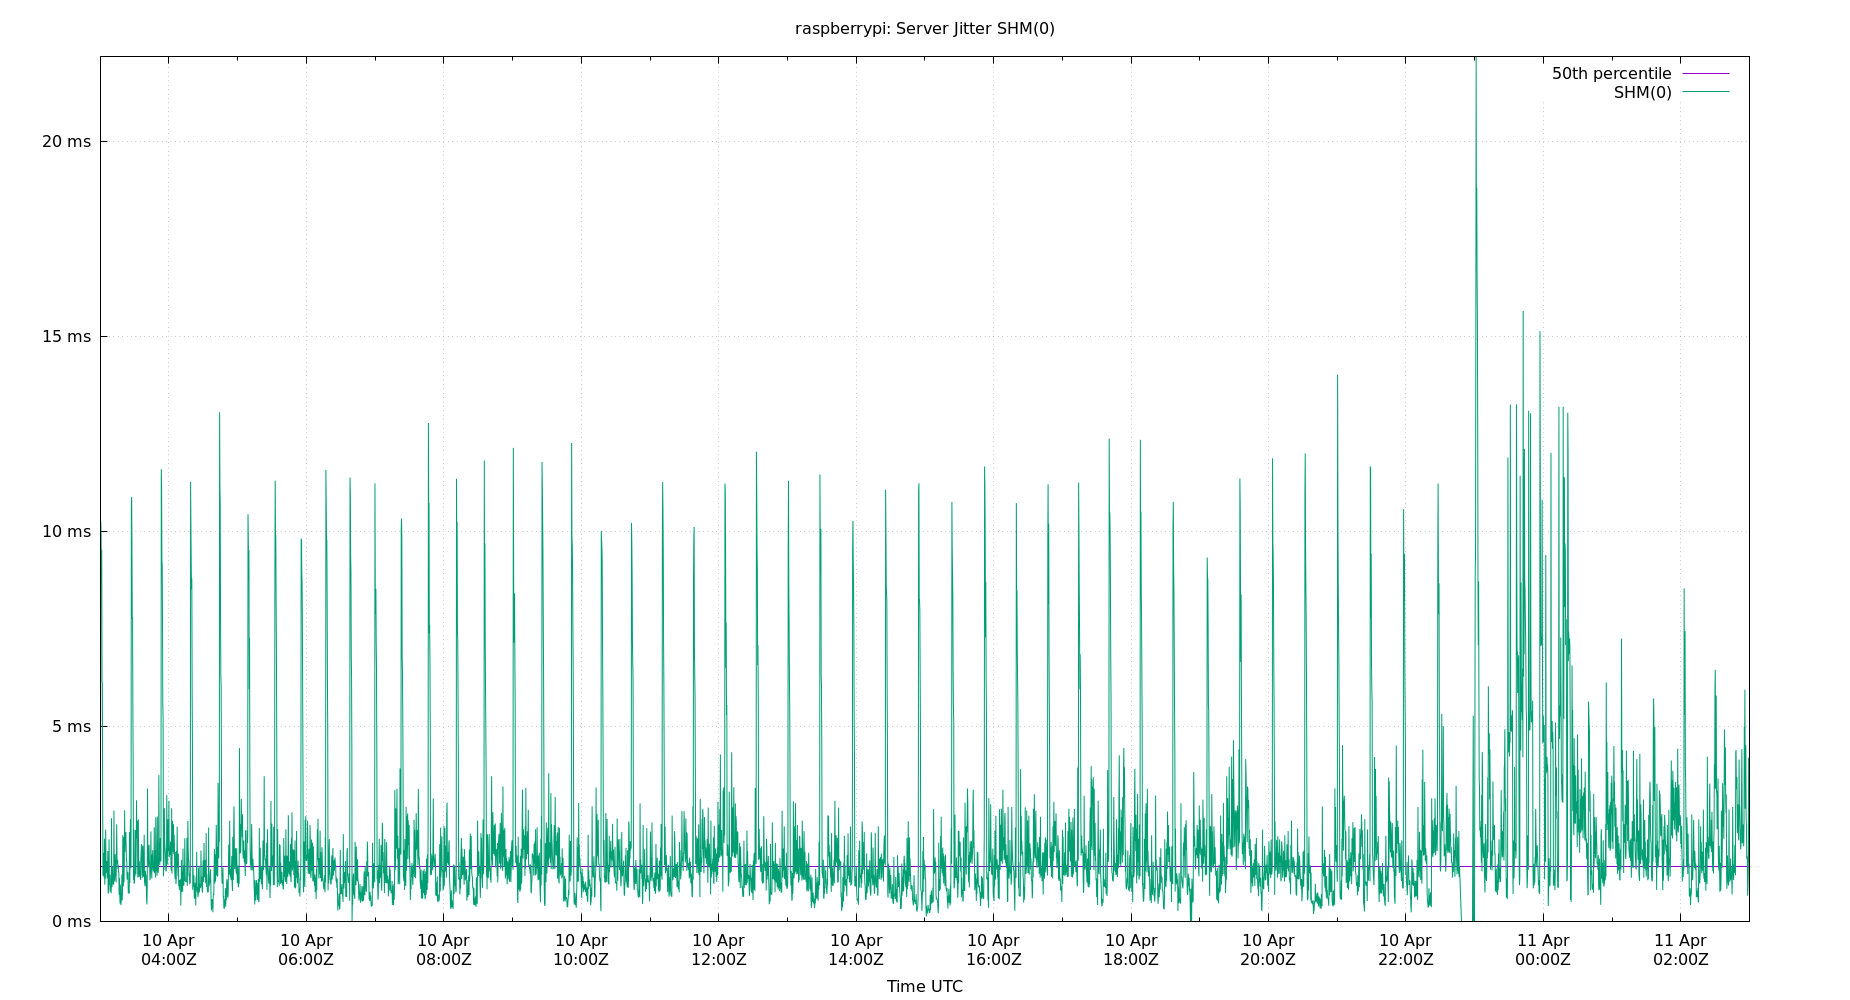 raspberrypi: Server Jitter SHM(0)
50th percentile
SHM(0)
20 ms
15 ms
10 ms
5 ms
0 ms
10 Apr 10 Apr 10 Apr 10 Apr 10 Apr 10 Apr 10 Apr 10 Apr 10 Apr 10 Apr 11 Apr 11 Apr
04:00Z 06:00Z 08:00Z 10:00Z 12:00Z 14:00Z 16:00Z 18:00Z 20:00Z 22:00Z 00:00Z 02:00Z
Time UTC